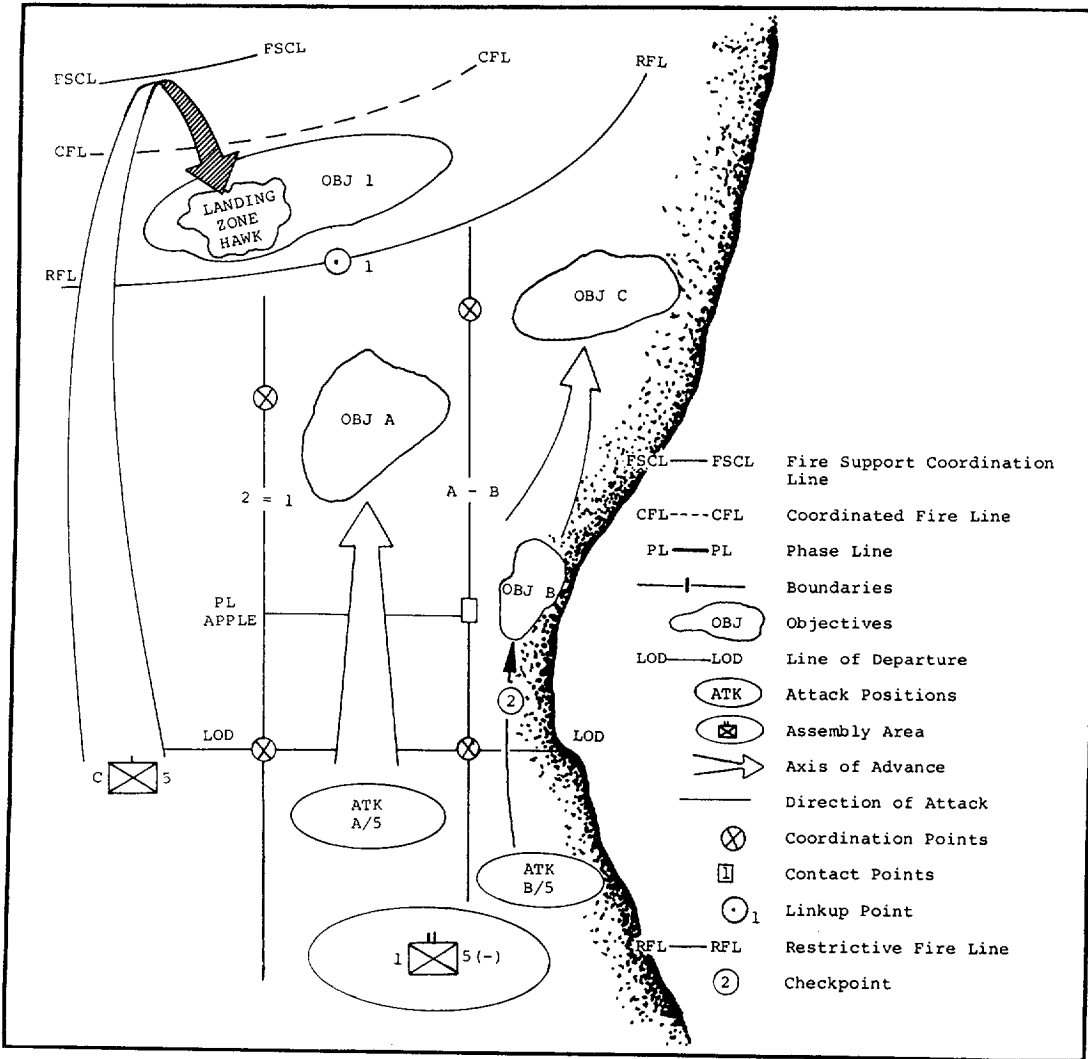 FSCL FSCL
CFL CFL
RFL RFL
OBJ 1
LANDING
ZONE
HAWK
1
OBJ C
OBJ A
2 = 1
A - B
OBJ B
PL
APPLE
2
LOD LOD
C 5
ATK
A/5
ATK
B/5
1 5(-)
FSCL FSCL Fire Support Coordination
Line
CFL CFL Coordinated Fire Line
PL PL Phase Line
Boundaries
OBJ Objectives
LOD LOD Line of Departure
ATK Attack Positions
Assembly Area
Axis of Advance
Direction of Attack
Coordination Points
1 Contact Points
1 Linkup Point
RFL RFL Restrictive Fire Line
2 Checkpoint